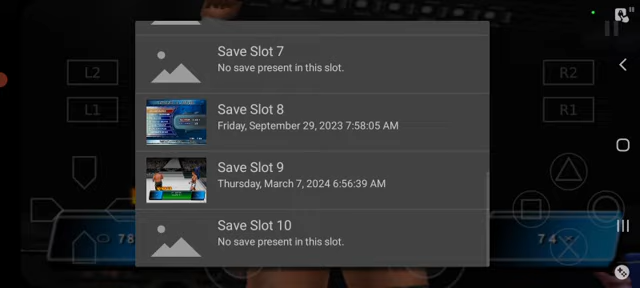 Save Slot 7
No save present in this slot.
L2
R2
Save Slot 8
Friday, September 29, 2023 7:58:05 AM
L1
R1
Save Slot 9
Thursday, March 7, 2024 6:56:39 AM
Save Slot 10
No save present in this slot.
78
74